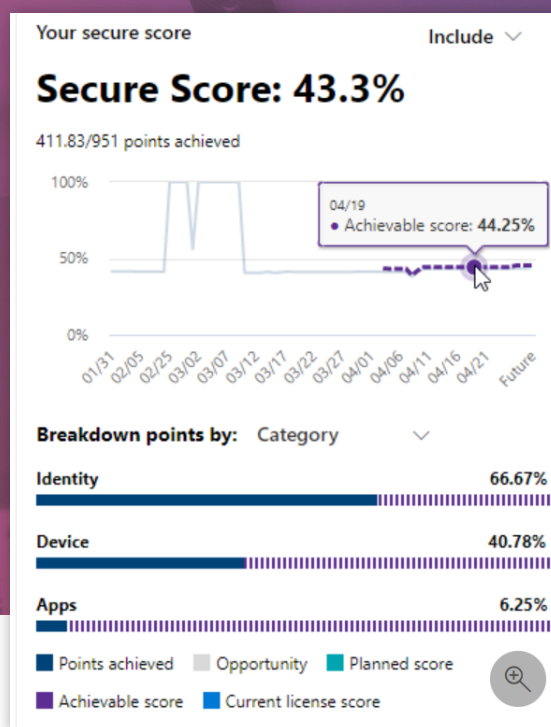 Your secure score
Include
Secure Score: 43.3%
411.83/951 points achieved
100%
04/19
Achievable score: 44.25%
50%
0%
01/31 02/05 02/25 03/02 03/07 03/12 03/17 03/22 03/27 04/01 04/06 04/11 04/16 04/21 Future
Breakdown points by: Category
Identity 66.67%
Device 40.78%
Apps 6.25%
Points achieved Opportunity Planned score
Achievable score Current license score